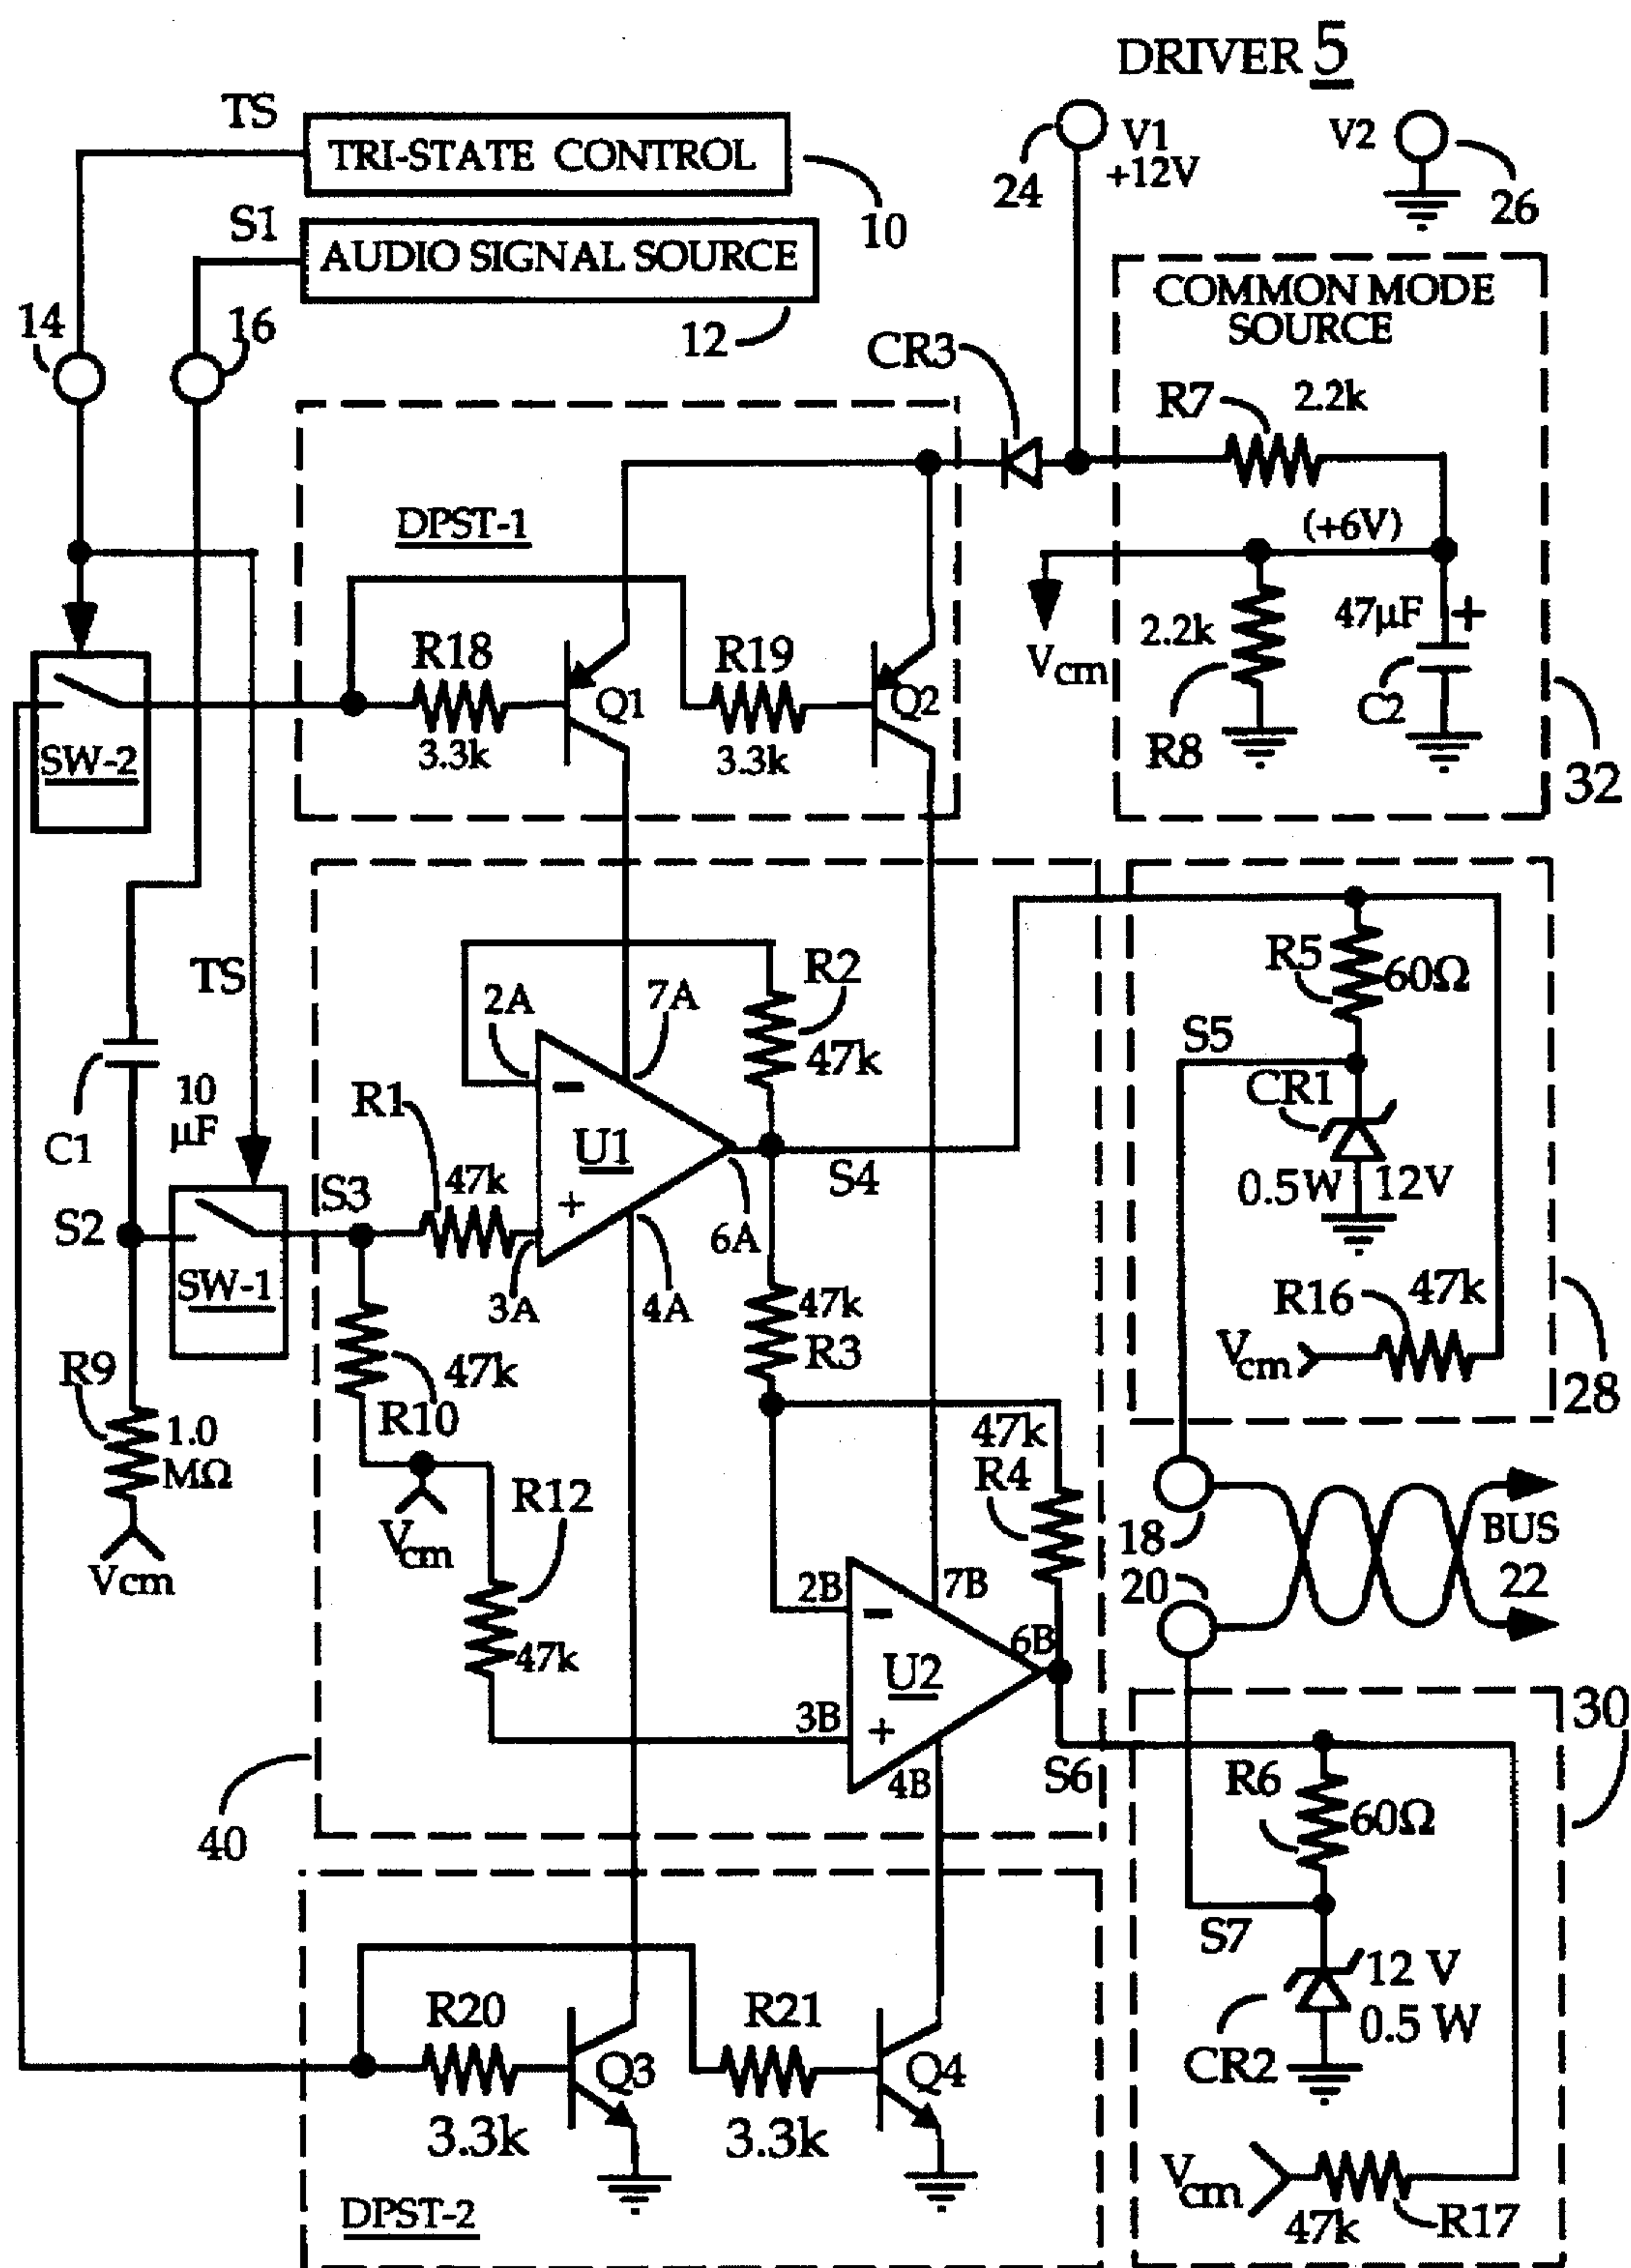 DRIVER 5
TS
TRI-STATE CONTROL
10
S1
AUDIO SIGNAL SOURCE
12
24
V1
+12V
V2
26
14
16
COMMON MODE
SOURCE
CR3
R7
2.2k
DPST-1
(+6V)
Vcm
2.2k
R8
47µF
+
C2
32
R18
3.3k
Q1
R19
3.3k
Q2
SW-2
TS
C1
10
µF
S2
SW-1
S3
R1
47k
2A
7A
R2
47k
-
U1
+
3A
4A
6A
S4
R5
60Ω
S5
CR1
0.5W
12V
R16
47k
Vcm
28
R9
1.0
MΩ
Vcm
47k
R10
Vcm
R12
47k
47k
R3
47k
R4
2B
7B
-
U2
+
6B
3B
4B
S6
40
18
20
BUS
22
30
R6
60Ω
S7
12 V
0.5 W
CR2
Vcm
47k
R17
R20
3.3k
Q3
R21
3.3k
Q4
DPST-2